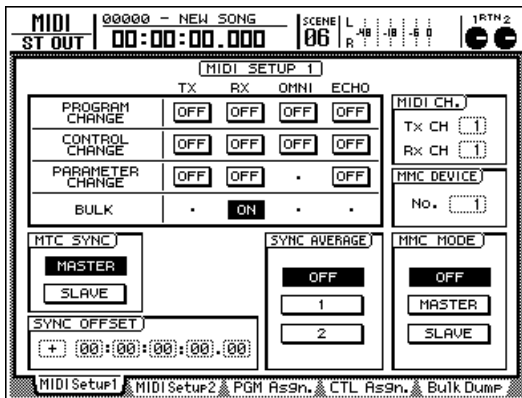 MIDI 00000 - NEW SONG SCENE L 1 RTN 2
ST OUT 00:00:00.000 06 R -48 -18 -6 0
MIDI SETUP 1
TX RX OMNI ECHO
PROGRAM CHANGE OFF OFF OFF OFF
CONTROL CHANGE OFF OFF OFF OFF
PARAMETER CHANGE OFF OFF · OFF
BULK · ON · ·
MIDI CH.
Tx CH 1
Rx CH 1
MMC DEVICE
No. 1
MTC SYNC
MASTER
SLAVE
SYNC OFFSET
+ 00:00:00:00.00
SYNC AVERAGE
OFF
1
2
MMC MODE
OFF
MASTER
SLAVE
MIDI Setup1 MIDI Setup2 PGM Asgn. CTL Asgn. Bulk Dump